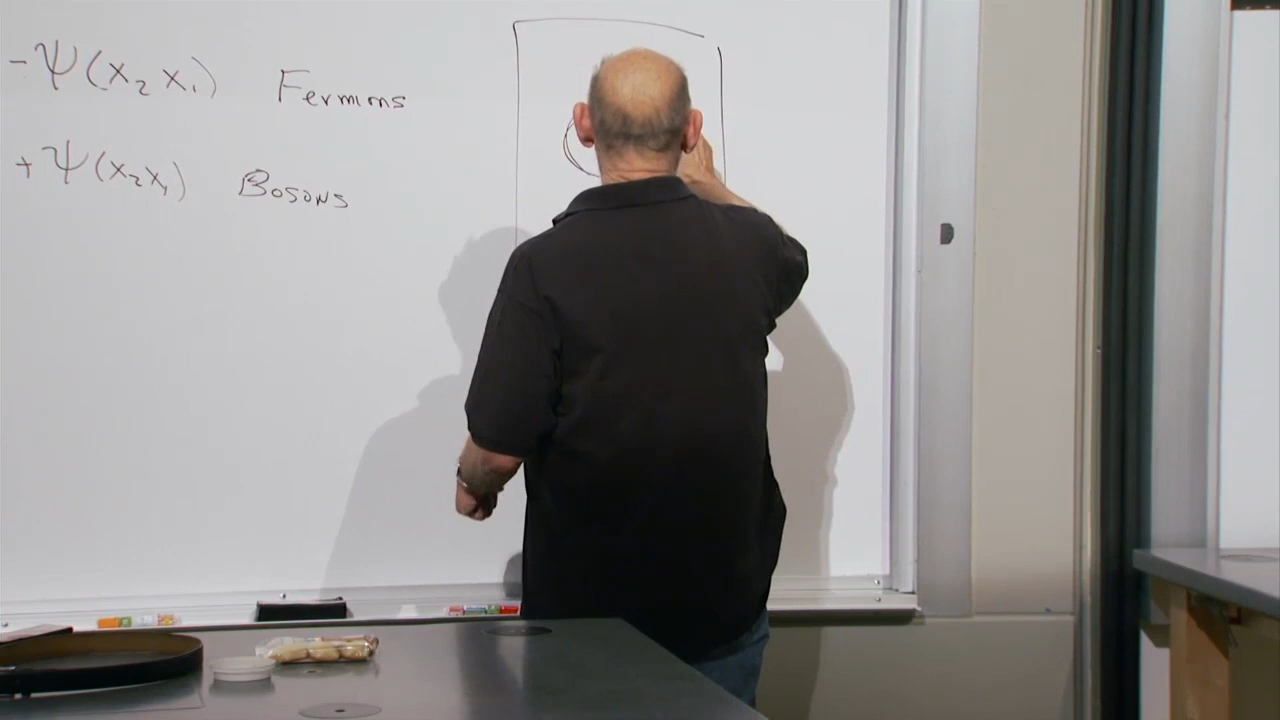 -Ψ(x₂ x₁) Fermions
+Ψ(x₂x₁) Bosons